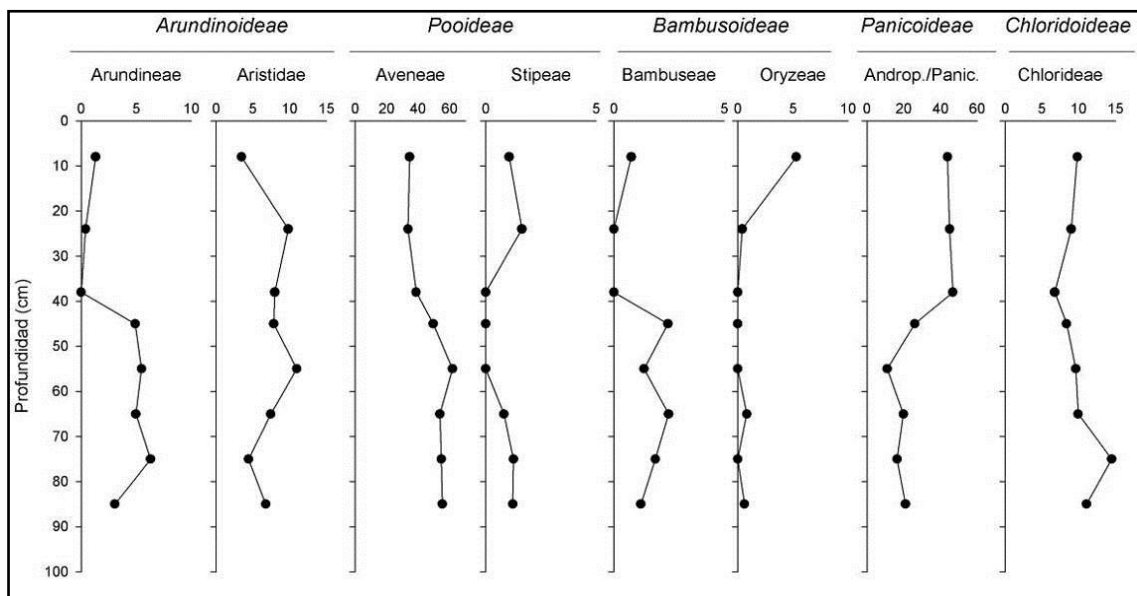 Arundinoideae Pooideae Bambusoideae Panicoideae Chloridoideae
Arundineae Aristidae Aveneae Stipeae Bambuseae Oryzeae Androp./Panic. Chlorideae
0 5 10 0 5 10 15 20 40 60 0 5 0 5 0 5 10 0 20 40 60 0 5 10 15
0
10
20
30
40
50
60
70
80
90
100
Profundidad (cm)